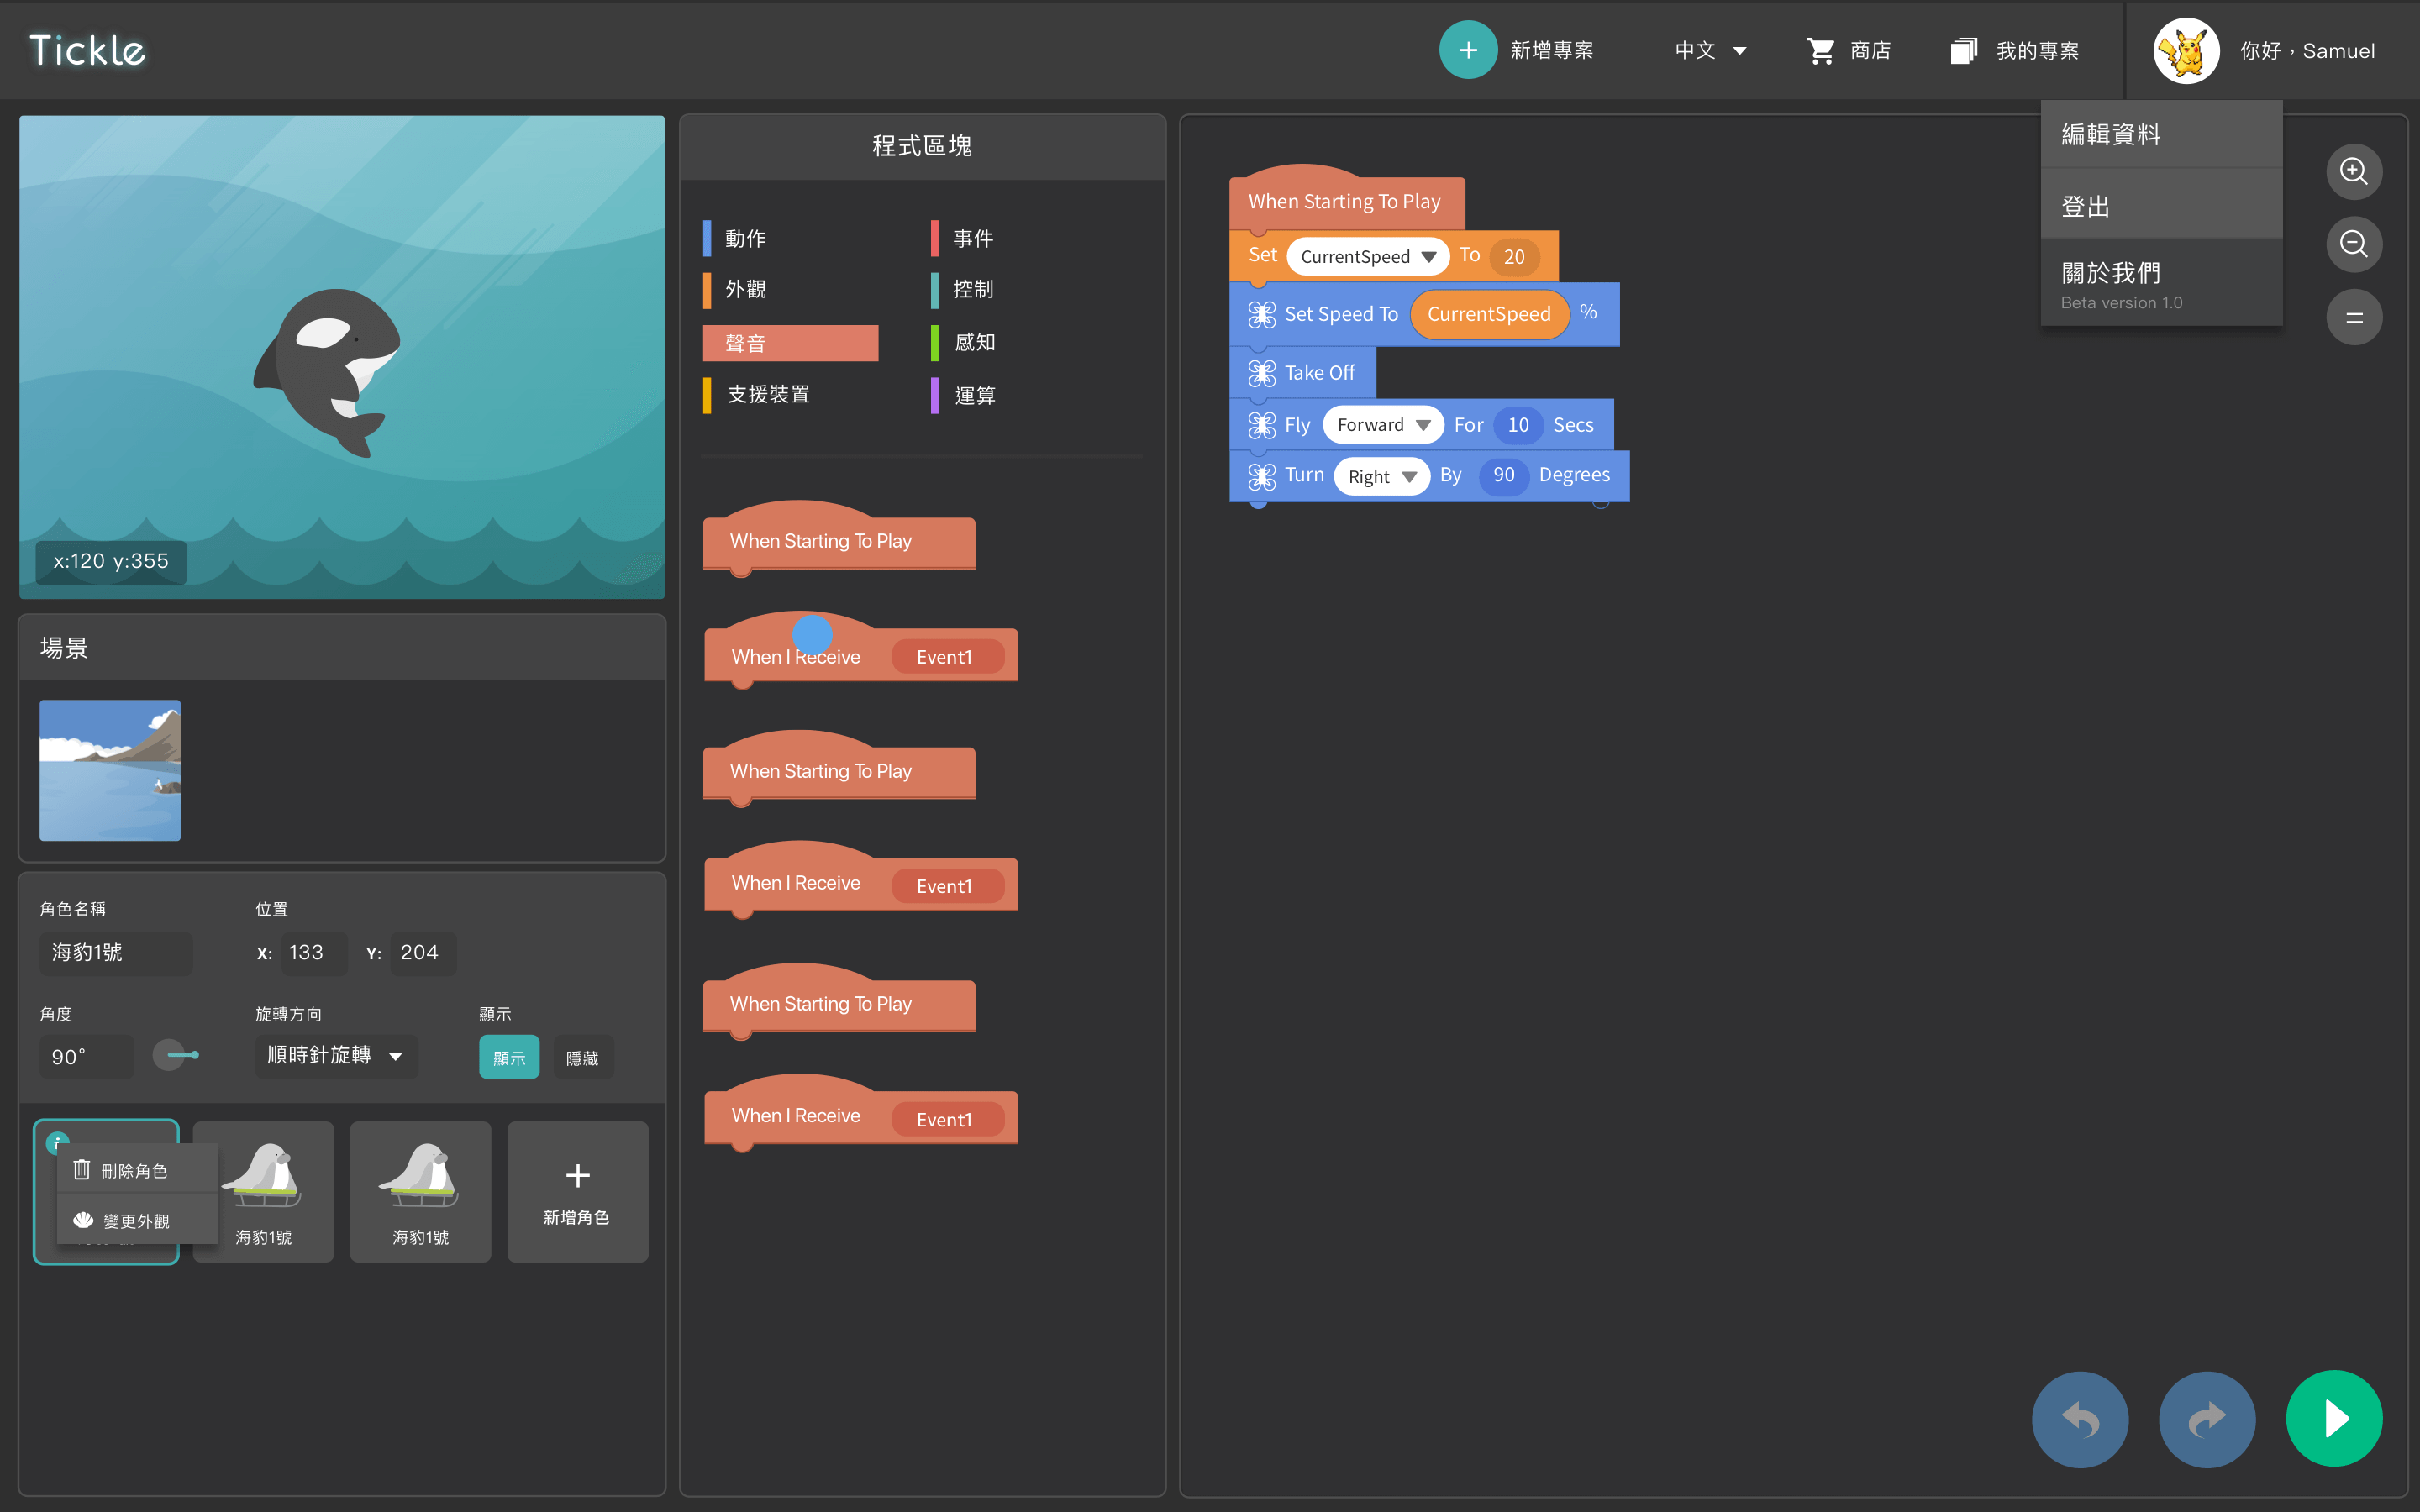 Tickle
新增專案
中文
商店
我的專案
你好，Samuel
編輯資料
登出
關於我們
Beta version 1.0
x:120 y:355
場景
角色名稱
位置
海豹1號
X: 133 Y: 204
角度
旋轉方向
顯示
90°
順時針旋轉
顯示
隱藏
刪除角色
變更外觀
海豹1號
海豹1號
新增角色
程式區塊
動作
事件
外觀
控制
聲音
感知
支援裝置
運算
When Starting To Play
When I Receive Event1
When Starting To Play
When I Receive Event1
When Starting To Play
When I Receive Event1
When Starting To Play
Set CurrentSpeed To 20
Set Speed To CurrentSpeed %
Take Off
Fly Forward For 10 Secs
Turn Right By 90 Degrees